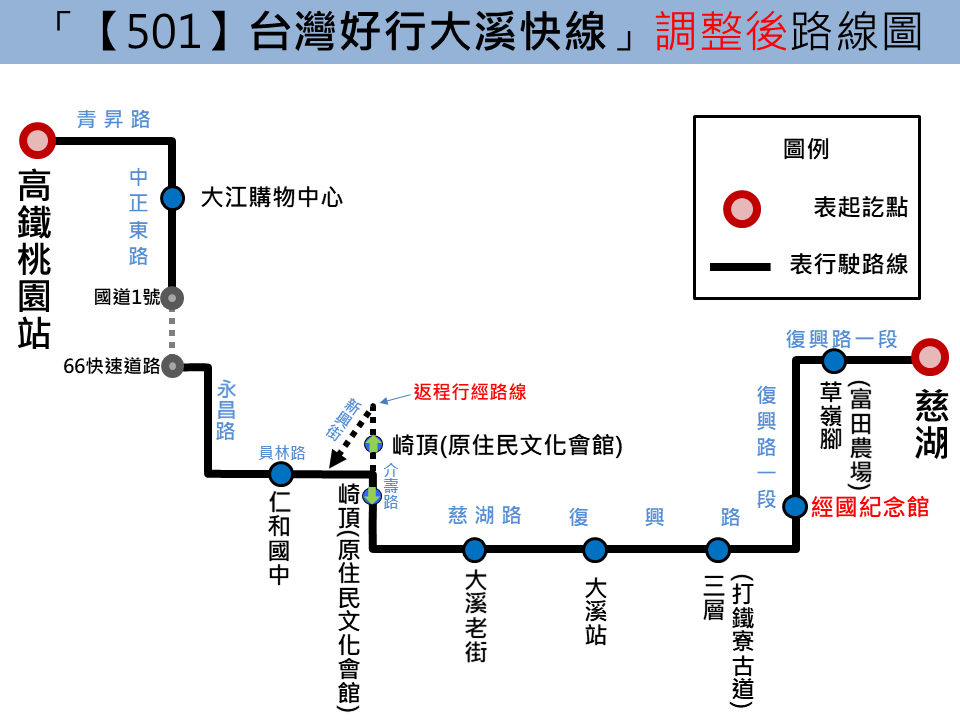 「【501】台灣好行大溪快線」調整後路線圖
青昇路
高鐵桃園站
中正東路
大江購物中心
國道1號
66快速道路
永昌路
員林路
仁和國中
新興街
返程行經路線
崎頂(原住民文化會館)
介壽路
崎頂(原住民文化會館)
慈湖路
大溪老街
復興路
大溪站
三層
(打鐵寮古道)
復興路一段
經國紀念館
復興路一段
草嶺腳
(富田農場)
慈湖
圖例
表起訖點
表行駛路線